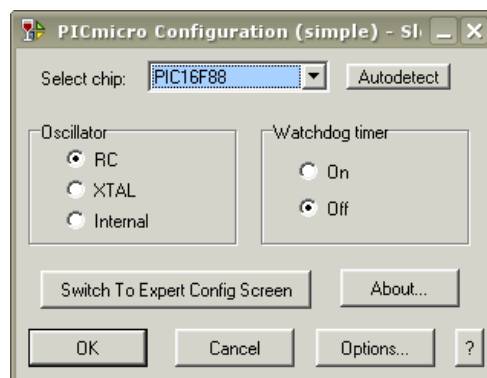 PICmicro Configuration (simple) - Sl
Select chip: PIC16F88 Autodetect
Oscillator Watchdog timer
RC On
XTAL Off
Internal
Switch To Expert Config Screen About...
OK Cancel Options... ?